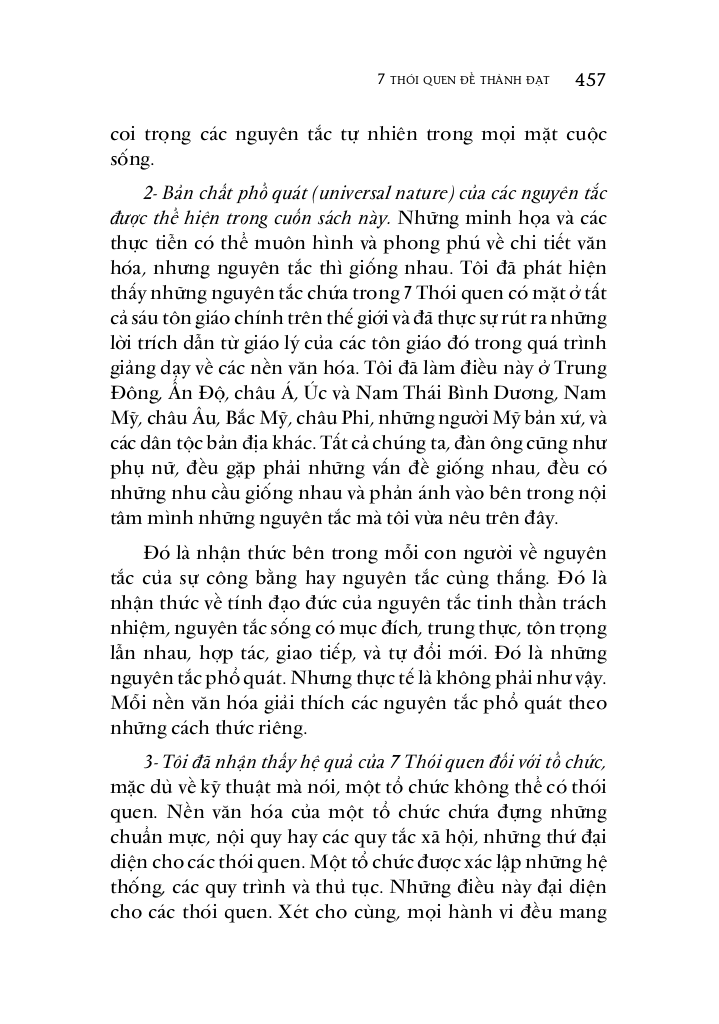 7 THÓI QUEN ĐỂ THÀNH ĐẠT 457
coi trọng các nguyên tắc tự nhiên trong mọi mặt cuộc
sống.
2- Bản chất phổ quát (universal nature) của các nguyên tắc
được thể hiện trong cuốn sách này. Những minh họa và các
thực tiễn có thể muôn hình và phong phú về chi tiết văn
hóa, nhưng nguyên tắc thì giống nhau. Tôi đã phát hiện
thấy những nguyên tắc chứa trong 7 Thói quen có mặt ở tất
cả sáu tôn giáo chính trên thế giới và đã thực sự rút ra những
lời trích dẫn từ giáo lý của các tôn giáo đó trong quá trình
giảng dạy về các nền văn hóa. Tôi đã làm điều này ở Trung
Đông, Ấn Độ, châu Á, Úc và Nam Thái Bình Dương, Nam
Mỹ, châu Âu, Bắc Mỹ, châu Phi, những người Mỹ bản xứ, và
các dân tộc bản địa khác. Tất cả chúng ta, đàn ông cũng như
phụ nữ, đều gặp phải những vấn đề giống nhau, đều có
những nhu cầu giống nhau và phản ánh vào bên trong nội
tâm mình những nguyên tắc mà tôi vừa nêu trên đây.
Đó là nhận thức bên trong mỗi con người về nguyên
tắc của sự công bằng hay nguyên tắc cùng thắng. Đó là
nhận thức về tính đạo đức của nguyên tắc tinh thần trách
nhiệm, nguyên tắc sống có mục đích, trung thực, tôn trọng
lẫn nhau, hợp tác, giao tiếp, và tự đổi mới. Đó là những
nguyên tắc phổ quát. Nhưng thực tế là không phải như vậy.
Mỗi nền văn hóa giải thích các nguyên tắc phổ quát theo
những cách thức riêng.
3- Tôi đã nhận thấy hệ quả của 7 Thói quen đối với tổ chức,
mặc dù về kỹ thuật mà nói, một tổ chức không thể có thói
quen. Nền văn hóa của một tổ chức chứa đựng những
chuẩn mực, nội quy hay các quy tắc xã hội, những thứ đại
diện cho các thói quen. Một tổ chức được xác lập những hệ
thống, các quy trình và thủ tục. Những điều này đại diện
cho các thói quen. Xét cho cùng, mọi hành vi đều mang